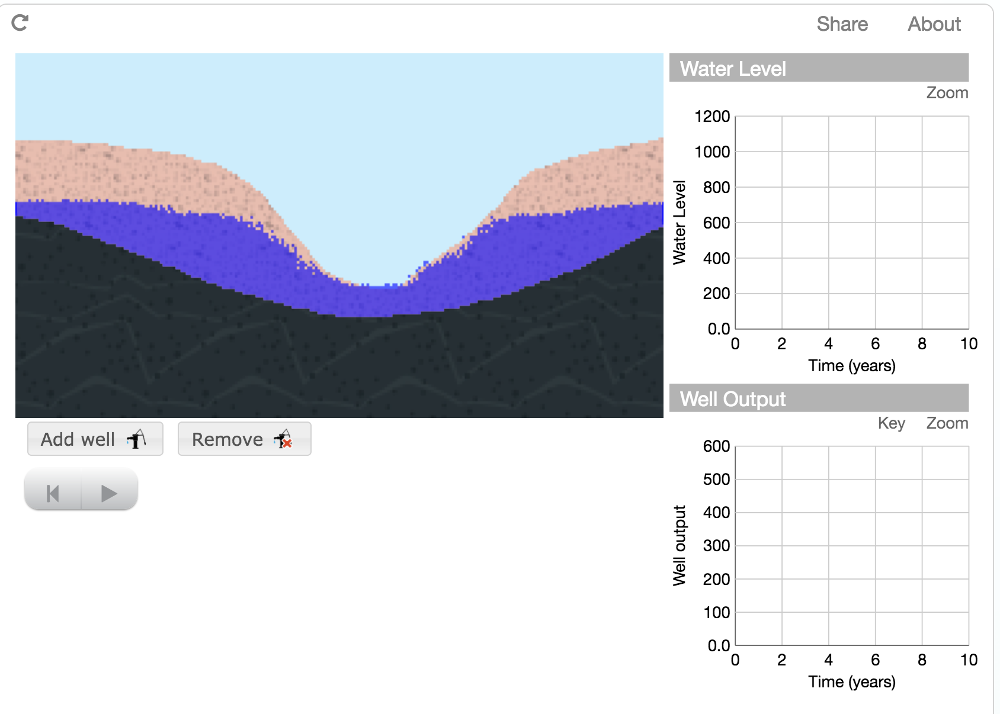 Share About
Water Level
Zoom
1200
1000
800
600
400
200
0.0
Water Level
0 2 4 6 8 10
Time (years)
Well Output
Key Zoom
600
500
400
300
200
100
0.0
Well output
0 2 4 6 8 10
Time (years)
Add well Remove